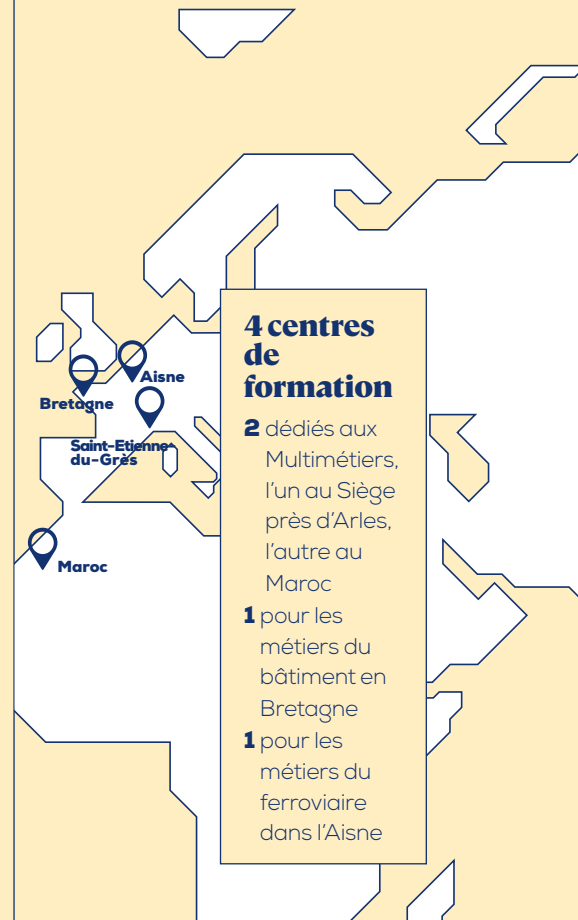 Aisne
Bretagne
Saint-Etienne-
du-Grès
Maroc
4 centres
de
formation
2 dédiés aux
Multimétiers,
l'un au Siège
près d'Arles,
l'autre au
Maroc
1 pour les
métiers du
bâtiment en
Bretagne
1 pour les
métiers du
ferroviaire
dans l'Aisne